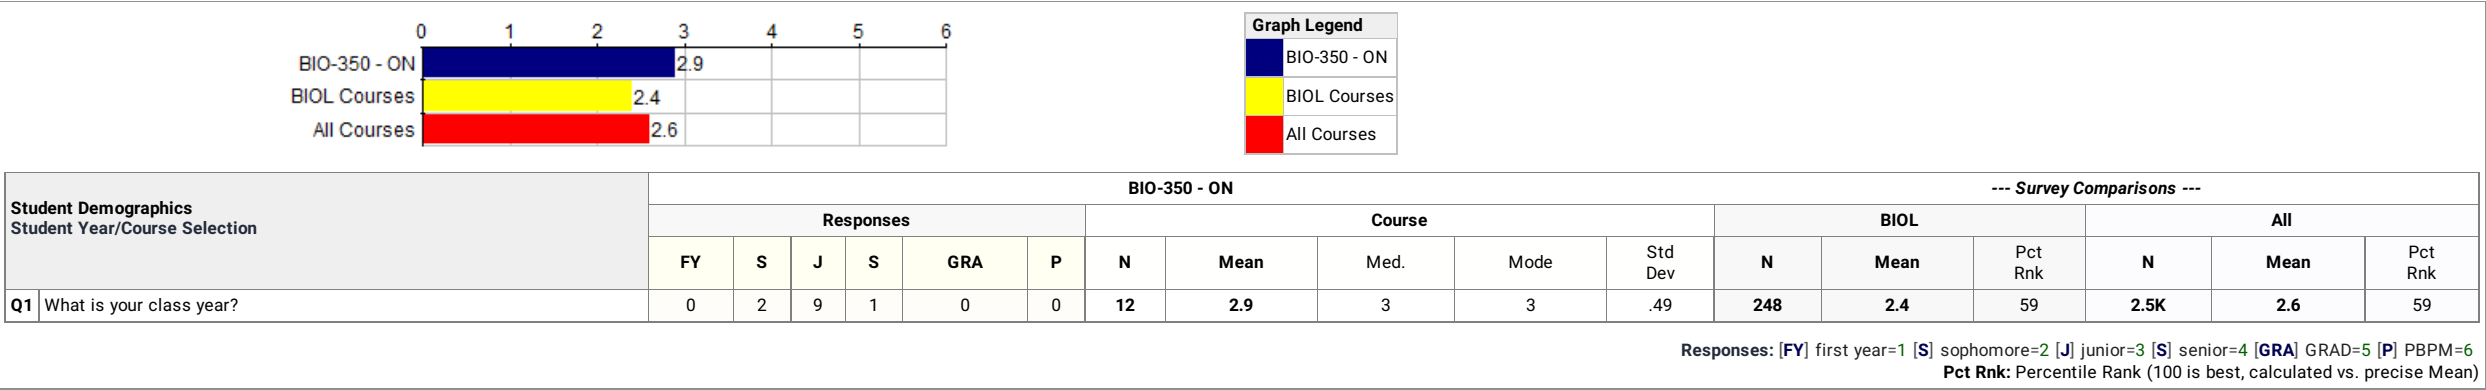 0 1 2 3 4 5 6
BIO-350 - ON 2.9
BIOL Courses 2.4
All Courses 2.6
Graph Legend
BIO-350 - ON
BIOL Courses
All Courses
Student Demographics
Student Year/Course Selection
BIO-350 - ON --- Survey Comparisons ---
Responses Course BIOL All
FY S J S GRA P N Mean Med. Mode Std Dev N Mean Pct Rnk N Mean Pct Rnk
Q1 What is your class year? 0 2 9 1 0 0 12 2.9 3 3 .49 248 2.4 59 2.5K 2.6 59
Responses: [FY] first year=1 [S] sophomore=2 [J] junior=3 [S] senior=4 [GRA] GRAD=5 [P] PBPM=6
Pct Rnk: Percentile Rank (100 is best, calculated vs. precise Mean)